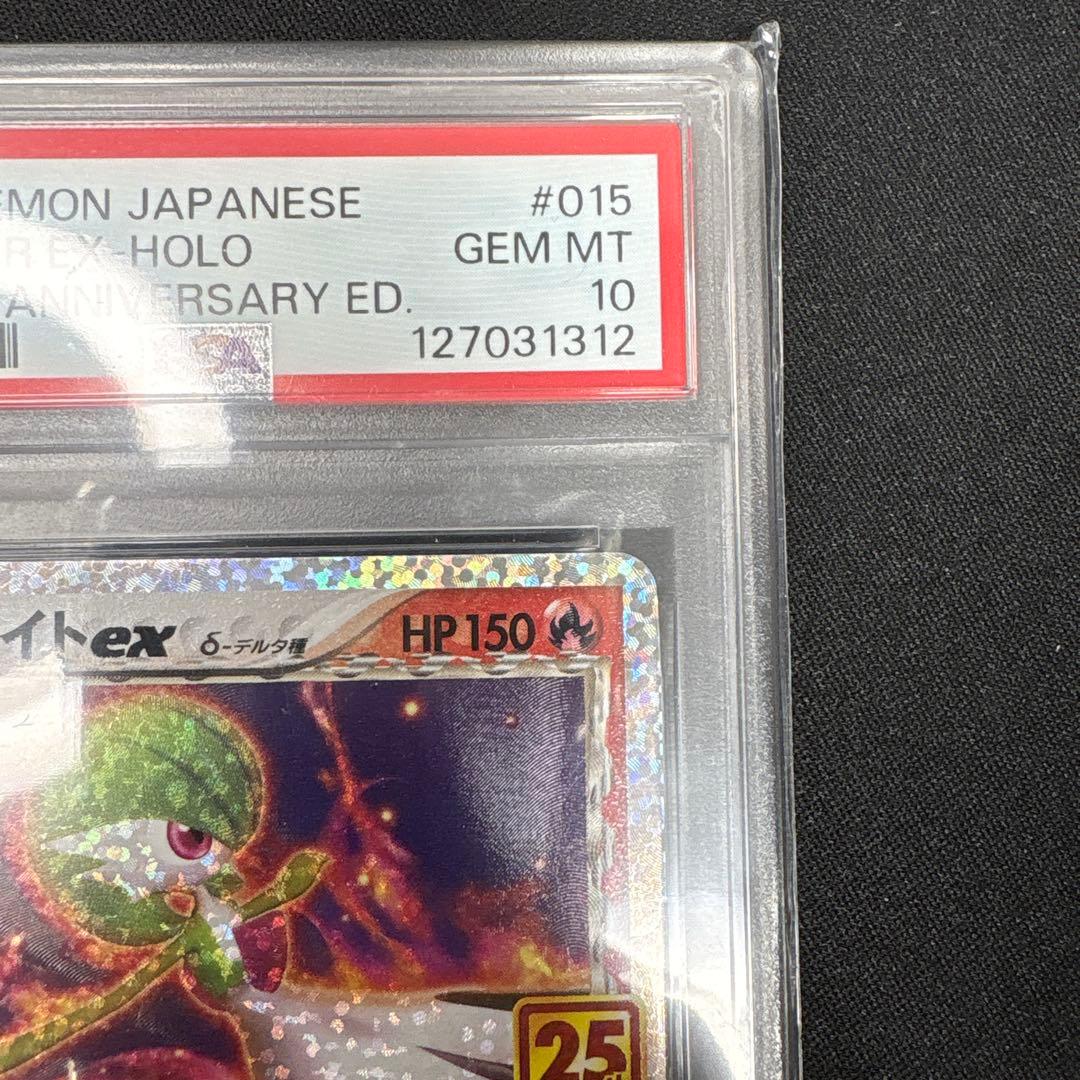 EMON JAPANESE #015
R EX-HOLO GEM MT
ANNIVERSARY ED. 10
127031312
イトex δ-デルタ種 HP150
25